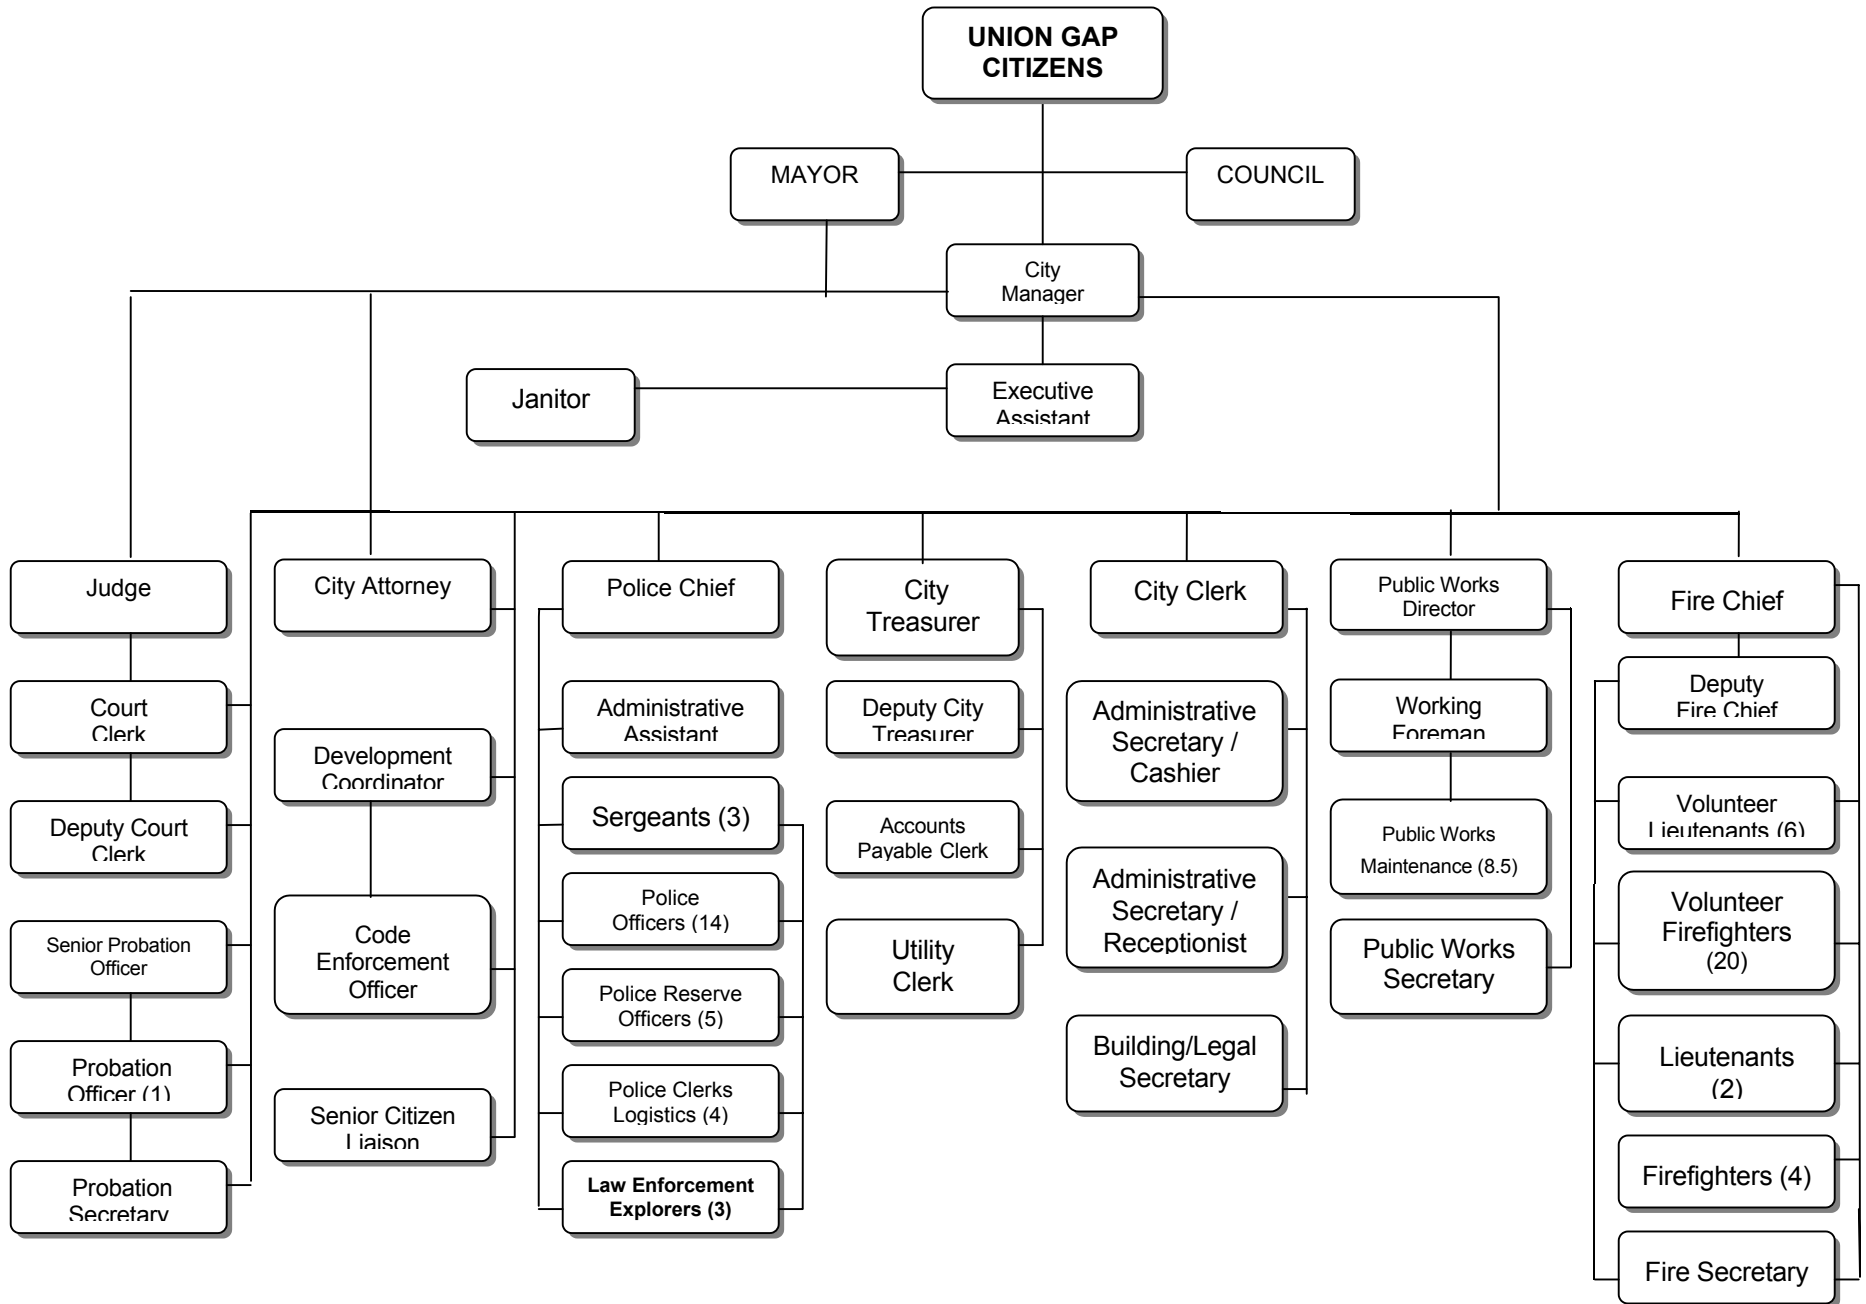 UNION GAP
CITIZENS
MAYOR
COUNCIL
City
Manager
Janitor
Executive
Assistant
Judge
Court
Clerk
Deputy Court
Clerk
Senior Probation
Officer
Probation
Officer (1)
Probation
Secretary
City Attorney
Development
Coordinator
Code
Enforcement
Officer
Senior Citizen
Liaison
Police Chief
Administrative
Assistant
Sergeants (3)
Police
Officers (14)
Police Reserve
Officers (5)
Police Clerks
Logistics (4)
Law Enforcement
Explorers (3)
City
Treasurer
Deputy City
Treasurer
Accounts
Payable Clerk
Utility
Clerk
City Clerk
Administrative
Secretary /
Cashier
Administrative
Secretary /
Receptionist
Building/Legal
Secretary
Public Works
Director
Working
Foreman
Public Works
Maintenance (8.5)
Public Works
Secretary
Fire Chief
Deputy
Fire Chief
Volunteer
Lieutenants (6)
Volunteer
Firefighters
(20)
Lieutenants
(2)
Firefighters (4)
Fire Secretary